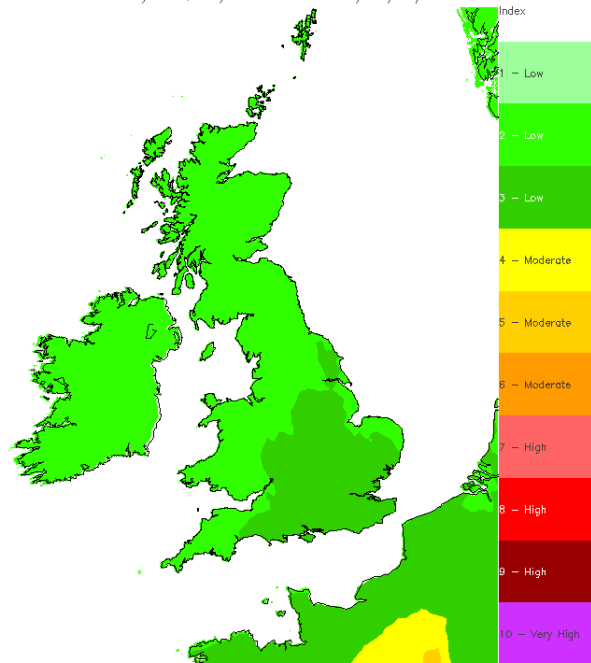 Index
1 – Low
2 – Low
3 – Low
4 – Moderate
5 – Moderate
6 – Moderate
7 – High
8 – High
9 – High
10 – Very High